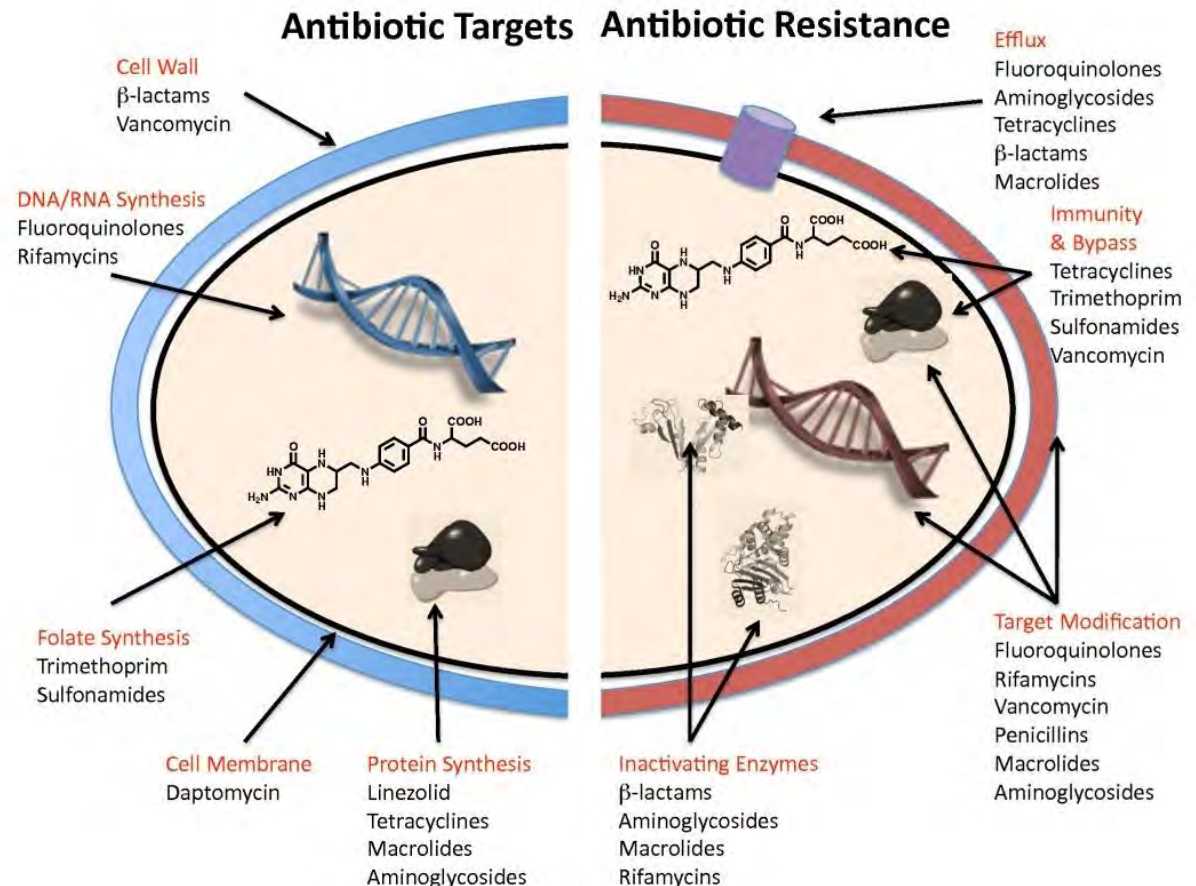 Antibiotic Targets
Antibiotic Resistance
Cell Wall
β-lactams
Vancomycin
DNA/RNA Synthesis
Fluoroquinolones
Rifamycins
O
COOH
COOH
N
H
O
HN
H
N
N
H
H2N
N
N
H
Folate Synthesis
Trimethoprim
Sulfonamides
Cell Membrane
Daptomycin
Protein Synthesis
Linezolid
Tetracyclines
Macrolides
Aminoglycosides
Efflux
Fluoroquinolones
Aminoglycosides
Tetracyclines
β-lactams
Macrolides
Immunity
& Bypass
Tetracyclines
Trimethoprim
Sulfonamides
Vancomycin
O
COOH
COOH
N
H
O
HN
H
N
N
H
H2N
N
N
H
Target Modification
Fluoroquinolones
Rifamycins
Vancomycin
Penicillins
Macrolides
Aminoglycosides
Inactivating Enzymes
β-lactams
Aminoglycosides
Macrolides
Rifamycins